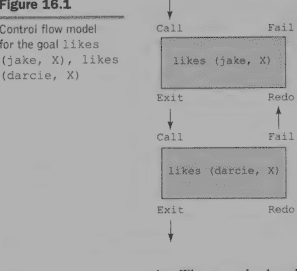 Figure 16.1
Control flow model
for the goal likes
(jake, X), likes
(darcie, X)
Call Fail
likes (jake, X)
Exit Redo
Call Fail
likes (darcie, X)
Exit Redo